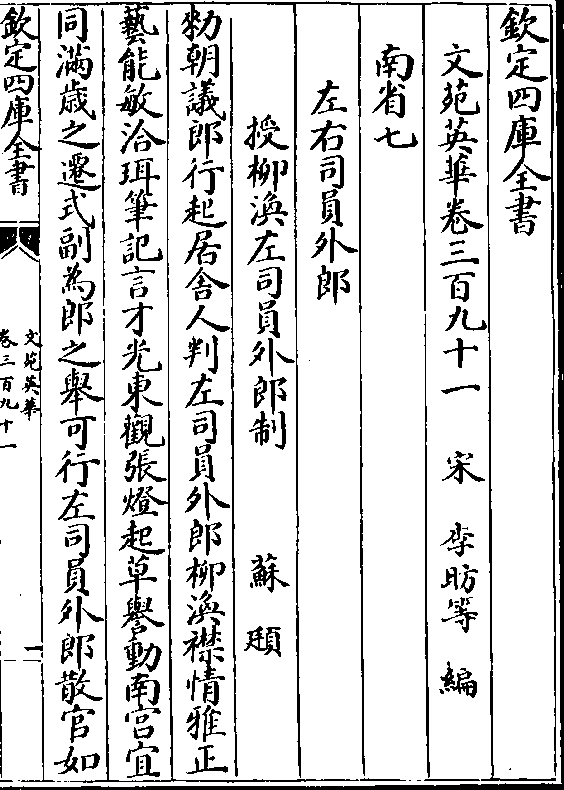 欽定四庫全書
文苑英華卷三百九十一 宋 李昉等 編
南省七
左右司員外郎
授柳渙左司員外郎制 蘇頲
勑朝議郎行起居舍人判左司員外郎柳渙襟情雅正
藝能敏洽珥筆記言才光東觀張燈起草譽動南宫宜
同滿歲之遷式副為郎之舉可行左司員外郎散官如
欽定四庫全書
文苑英華
卷三百九十一
一